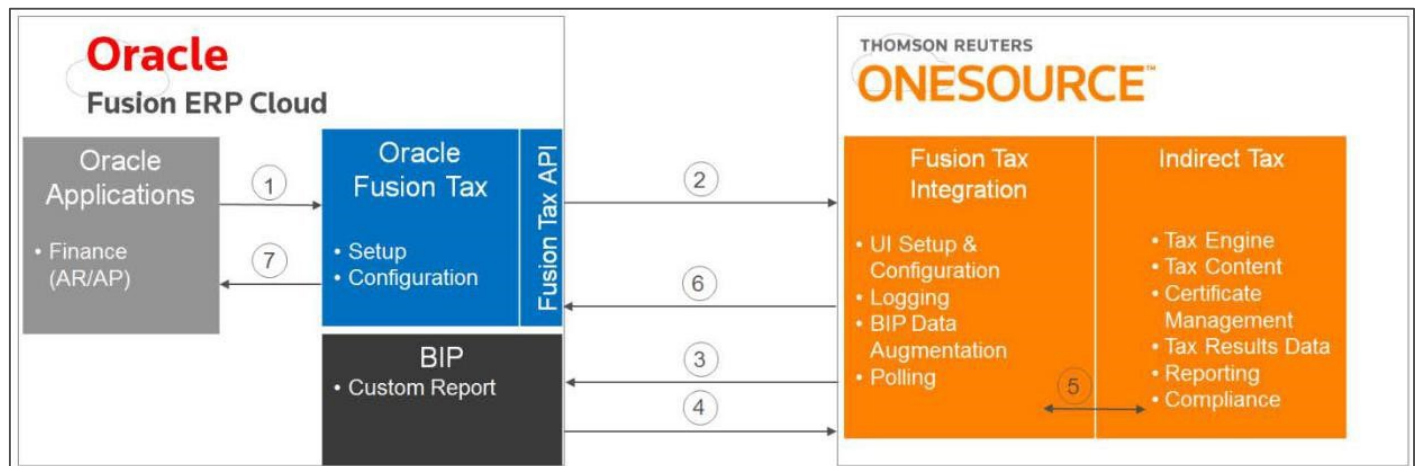 Oracle
Fusion ERP Cloud
Oracle
Applications
• Finance
(AR/AP)
1
7
Oracle
Fusion Tax
• Setup
• Configuration
Fusion Tax API
BIP
• Custom Report
2
6
3
4
THOMSON REUTERS
ONESOURCE™
Fusion Tax
Integration
• UI Setup &
Configuration
• Logging
• BIP Data
Augmentation
• Polling
5
Indirect Tax
• Tax Engine
• Tax Content
• Certificate
Management
• Tax Results Data
• Reporting
• Compliance